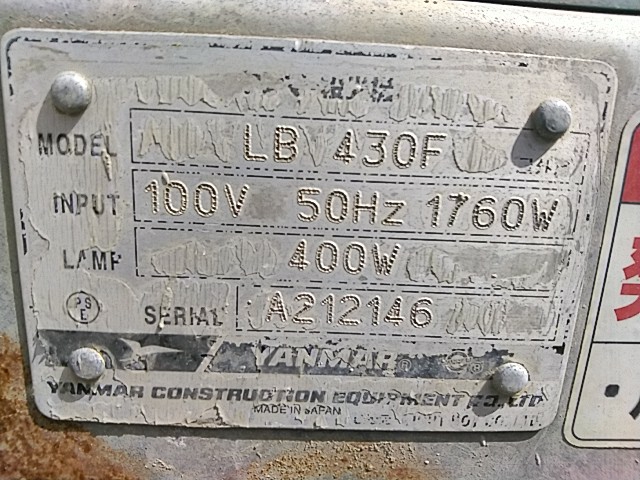 MODEL LB 430F
INPUT 100V 50Hz 1760W
LAMP 400W
PS
E
SERIAL A212146
YANMAR®
YANMAR CONSTRUCTION EQUIPMENT CO., LTD.
MADE IN JAPAN